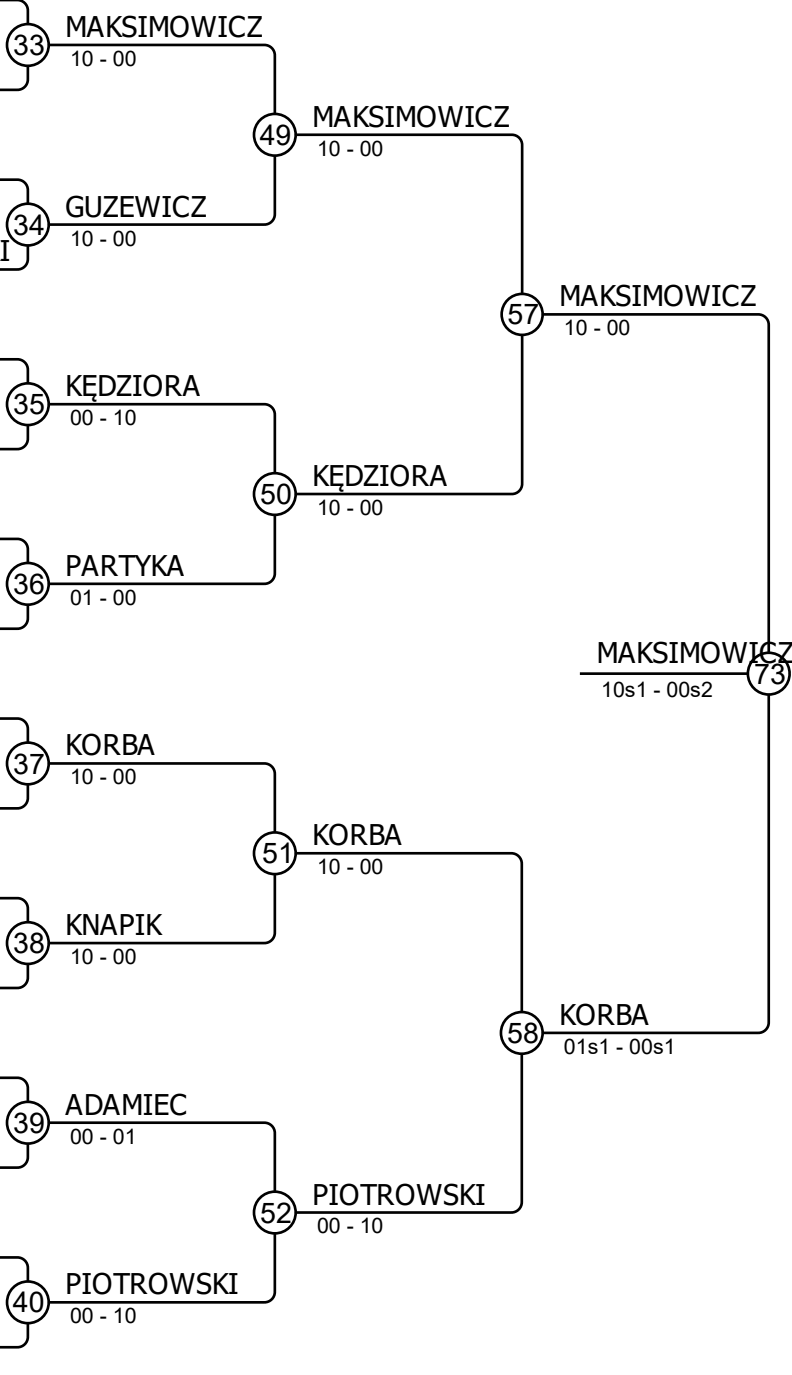 33 MAKSIMOWICZ
10 - 00
49 MAKSIMOWICZ
10 - 00
34 GUZEWICZ
10 - 00
I
57 MAKSIMOWICZ
10 - 00
35 KĘDZIORA
00 - 10
50 KĘDZIORA
10 - 00
36 PARTYKA
01 - 00
MAKSIMOWICZ
73
10s1 - 00s2
37 KORBA
10 - 00
51 KORBA
10 - 00
38 KNAPIK
10 - 00
58 KORBA
01s1 - 00s1
39 ADAMIEC
00 - 01
52 PIOTROWSKI
00 - 10
40 PIOTROWSKI
00 - 10